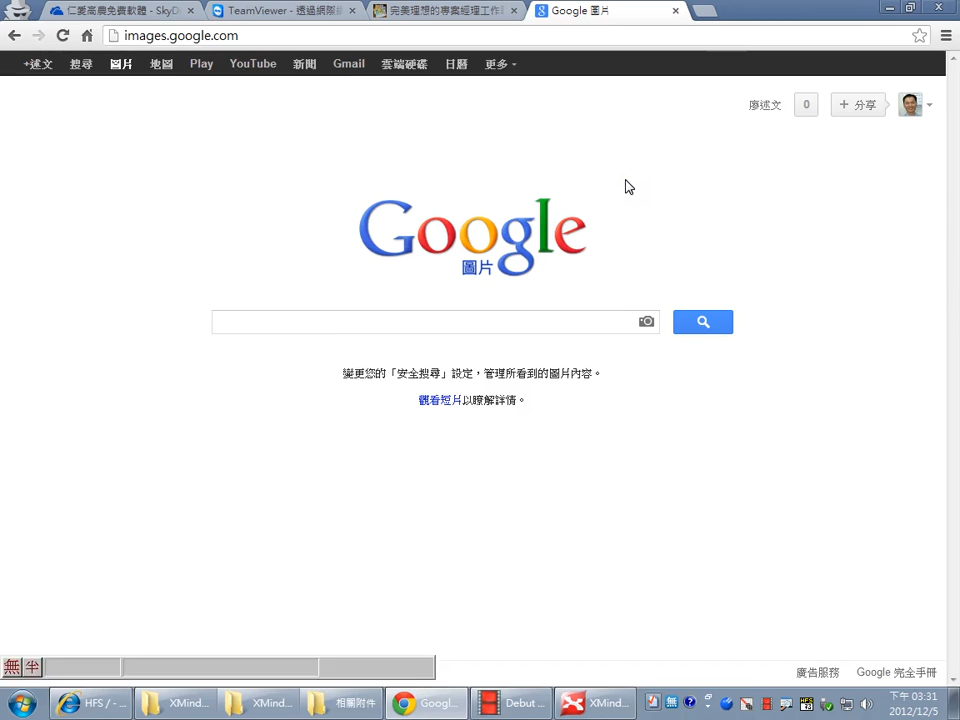 仁愛高農免費軟體 - SkyD
TeamViewer - 透過網際網
完美理想的專案經理工作
Google 圖片
images.google.com
+述文 搜尋 圖片 地圖 Play YouTube 新聞 Gmail 雲端硬碟 日曆 更多
廖述文 0 + 分享
Google
圖片
變更您的「安全搜尋」設定，管理所看到的圖片內容。
觀看短片以瞭解詳情。
廣告服務 Google 完全手冊
無 半
HFS / - ...
XMind...
XMind...
相關附件
Googl...
Debut ...
XMind...
無
下午 03:31
2012/12/5